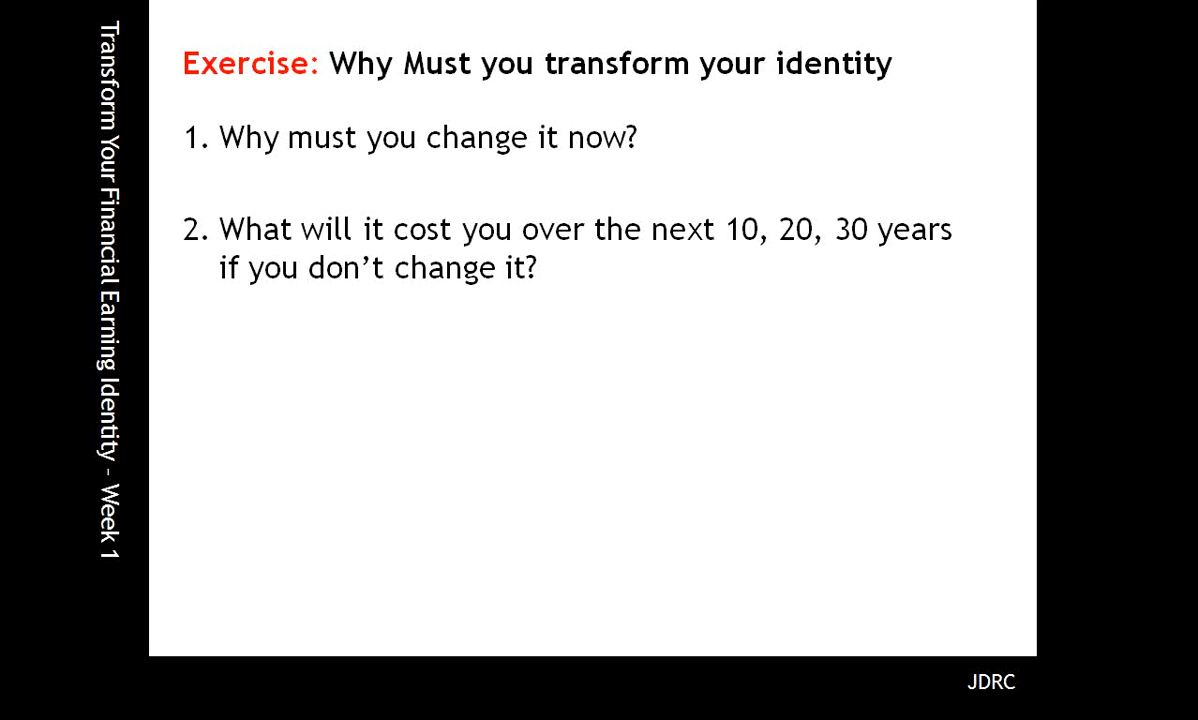 Transform Your Financial Earning Identity - Week 1
Exercise: Why Must you transform your identity
1. Why must you change it now?
2. What will it cost you over the next 10, 20, 30 years
if you don’t change it?
JDRC